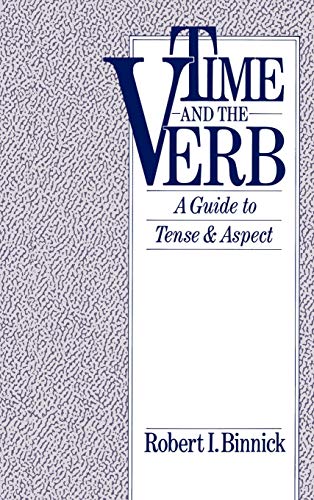 TIME
AND THE
VERB
A Guide to
Tense & Aspect
Robert I. Binnick